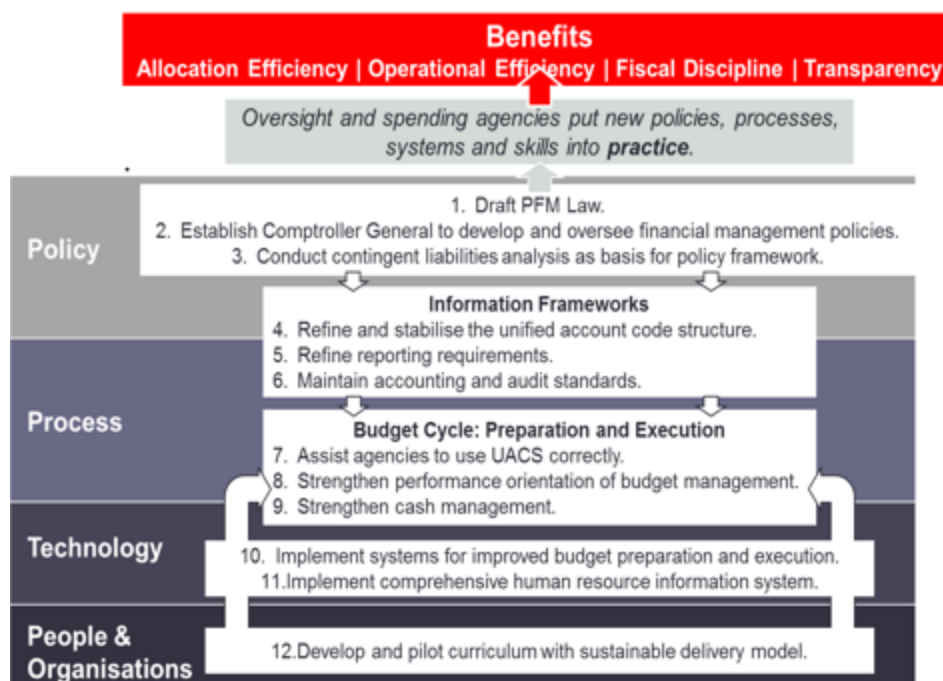 Benefits
Allocation Efficiency | Operational Efficiency | Fiscal Discipline | Transparency
Oversight and spending agencies put new policies, processes,
systems and skills into practice.
Policy
1. Draft PFM Law.
2. Establish Comptroller General to develop and oversee financial management policies.
3. Conduct contingent liabilities analysis as basis for policy framework.
Information Frameworks
4. Refine and stabilise the unified account code structure.
5. Refine reporting requirements.
6. Maintain accounting and audit standards.
Process
Budget Cycle: Preparation and Execution
7. Assist agencies to use UACS correctly.
8. Strengthen performance orientation of budget management.
9. Strengthen cash management.
Technology
10. Implement systems for improved budget preparation and execution.
11.Implement comprehensive human resource information system.
People &
Organisations
12.Develop and pilot curriculum with sustainable delivery model.